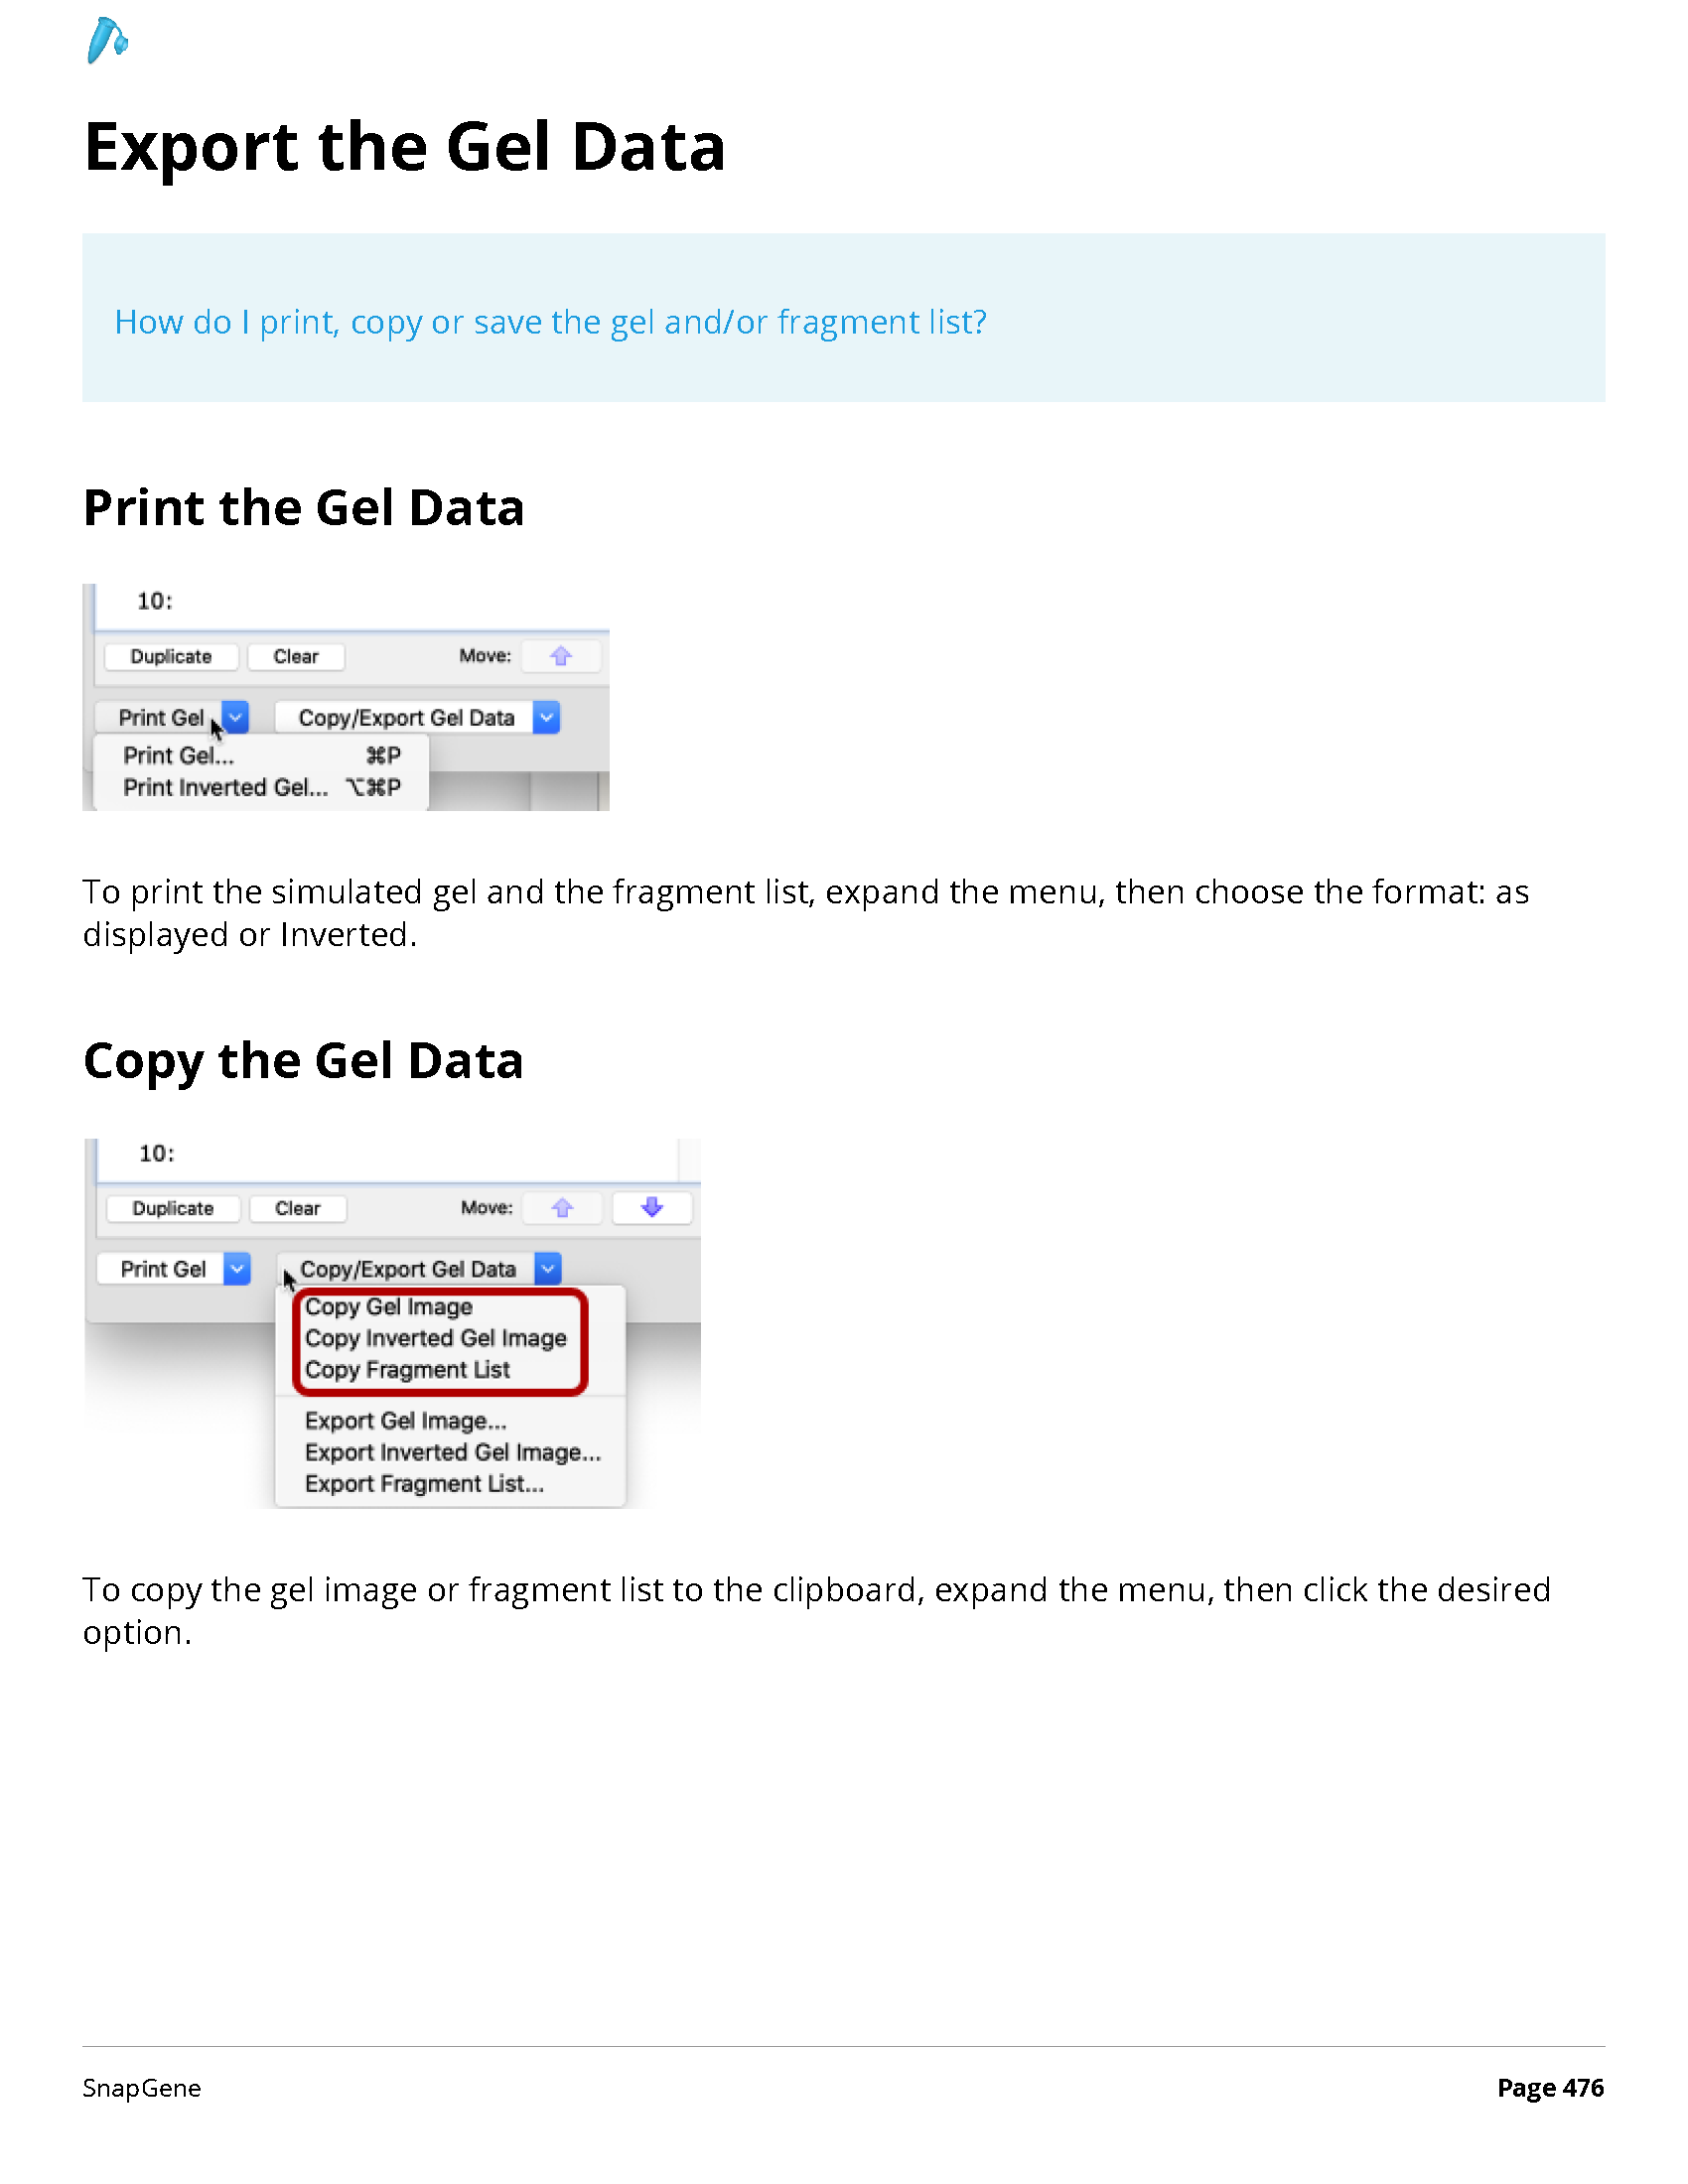 Export the Gel Data
How do I print, copy or save the gel and/or fragment list?
Print the Gel Data
10:
Duplicate Clear Move:
Print Gel Copy/Export Gel Data
Print Gel... ⌘P
Print Inverted Gel... ⌥⌘P
To print the simulated gel and the fragment list, expand the menu, then choose the format: as
displayed or Inverted.
Copy the Gel Data
10:
Duplicate Clear Move:
Print Gel Copy/Export Gel Data
Copy Gel Image
Copy Inverted Gel Image
Copy Fragment List
Export Gel Image...
Export Inverted Gel Image...
Export Fragment List...
To copy the gel image or fragment list to the clipboard, expand the menu, then click the desired
option.
SnapGene Page 476